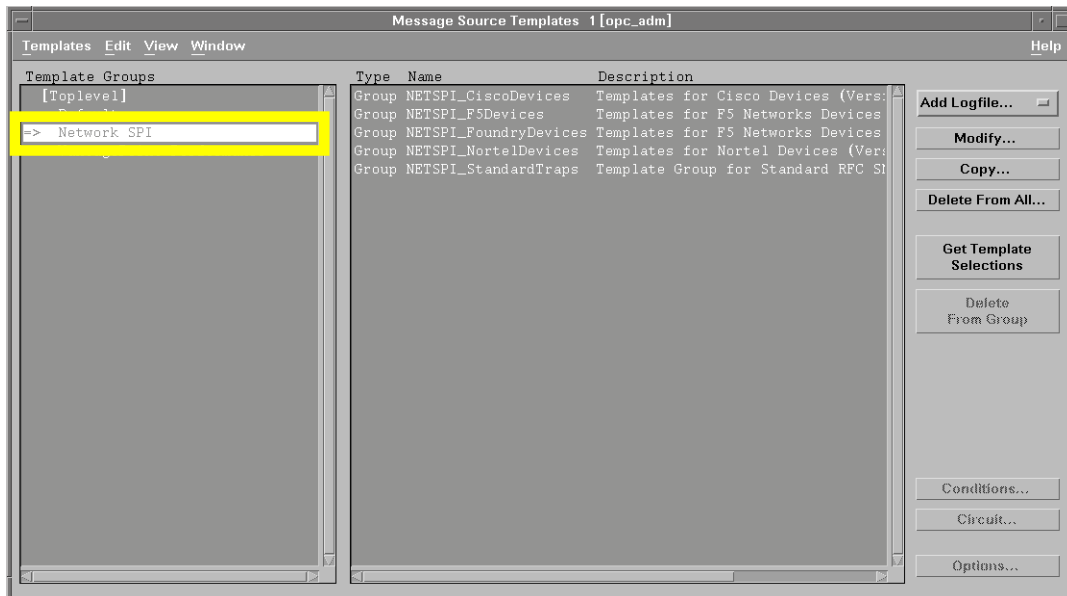 Message Source Templates 1 [opc_adm]
Templates Edit View Window Help
Template Groups
[Toplevel]
=> Network SPI
Type Name Description
Group NETSPI_CiscoDevices Templates for Cisco Devices (Vers:
Group NETSPI_F5Devices Templates for F5 Networks Devices
Group NETSPI_FoundryDevices Templates for F5 Networks Devices
Group NETSPI_NortelDevices Templates for Nortel Devices (Ver:
Group NETSPI_StandardTraps Template Group for Standard RFC
Add Logfile...
Modify...
Copy...
Delete From All...
Get Template
Selections
Delete
From Group
Conditions...
Circuit...
Options...